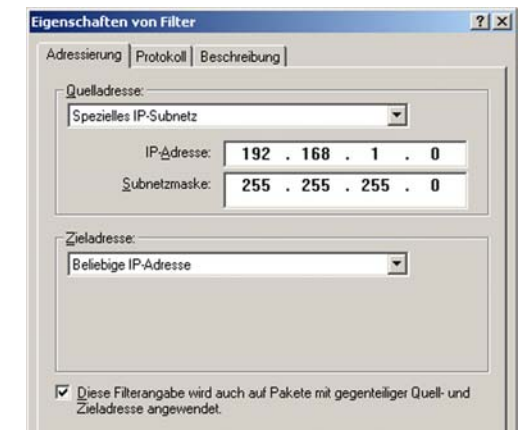 Eigenschaften von Filter
Adressierung Protokoll Beschreibung
Quelladresse:
Spezielles IP-Subnetz
IP-Adresse: 192 . 168 . 1 . 0
Subnetzmaske: 255 . 255 . 255 . 0
Zieladresse:
Beliebige IP-Adresse
Diese Filterangabe wird auch auf Pakete mit gegenteiliger Quell- und
Zieladresse angewendet.